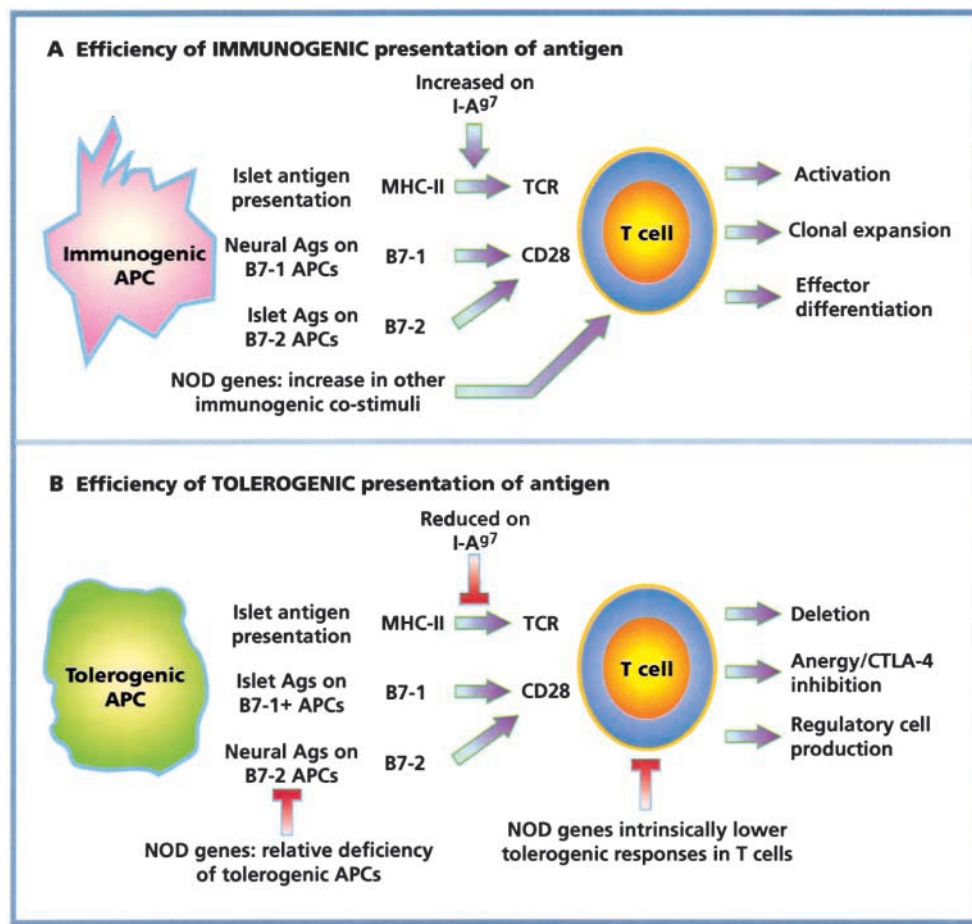 A Efficiency of IMMUNOGENIC presentation of antigen
Increased on
I-Ag7
Islet antigen
presentation
MHC-II
TCR
Immunogenic
APC
Neural Ags on
B7-1 APCs
B7-1
CD28
Islet Ags on
B7-2 APCs
B7-2
T cell
Activation
Clonal expansion
Effector
differentiation
NOD genes: increase in other
immunogenic co-stimuli
B Efficiency of TOLEROGENIC presentation of antigen
Reduced on
I-Ag7
Islet antigen
presentation
MHC-II
TCR
Tolerogenic
APC
Islet Ags on
B7-1+ APCs
B7-1
CD28
Neural Ags on
B7-2 APCs
B7-2
T cell
Deletion
Anergy/CTLA-4
inhibition
Regulatory cell
production
NOD genes: relative deficiency
of tolerogenic APCs
NOD genes intrinsically lower
tolerogenic responses in T cells